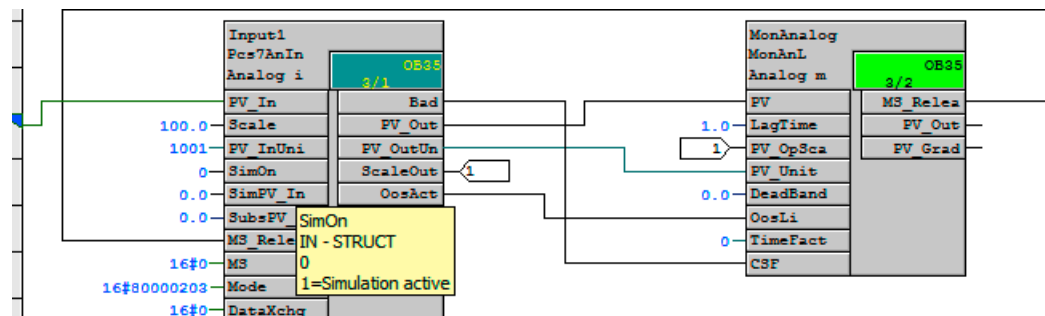 Input1
Pcs7AnIn
Analog i
OB35
3/1
PV_In
Bad
100.0
Scale
PV_Out
1001
PV_InUni
PV_OutUn
0
SimOn
ScaleOut
1
0.0
SimPV_In
OosAct
0.0
SubsPV_
MS_Rele
16#0
MS
16#80000203
Mode
16#0
DataXchg
SimOn
IN - STRUCT
0
1=Simulation active
MonAnalog
MonAnL
Analog m
OB35
3/2
PV
MS_Relea
1.0
LagTime
PV_Out
1
PV_OpSca
PV_Grad
PV_Unit
0.0
DeadBand
OosLi
0
TimeFact
CSF